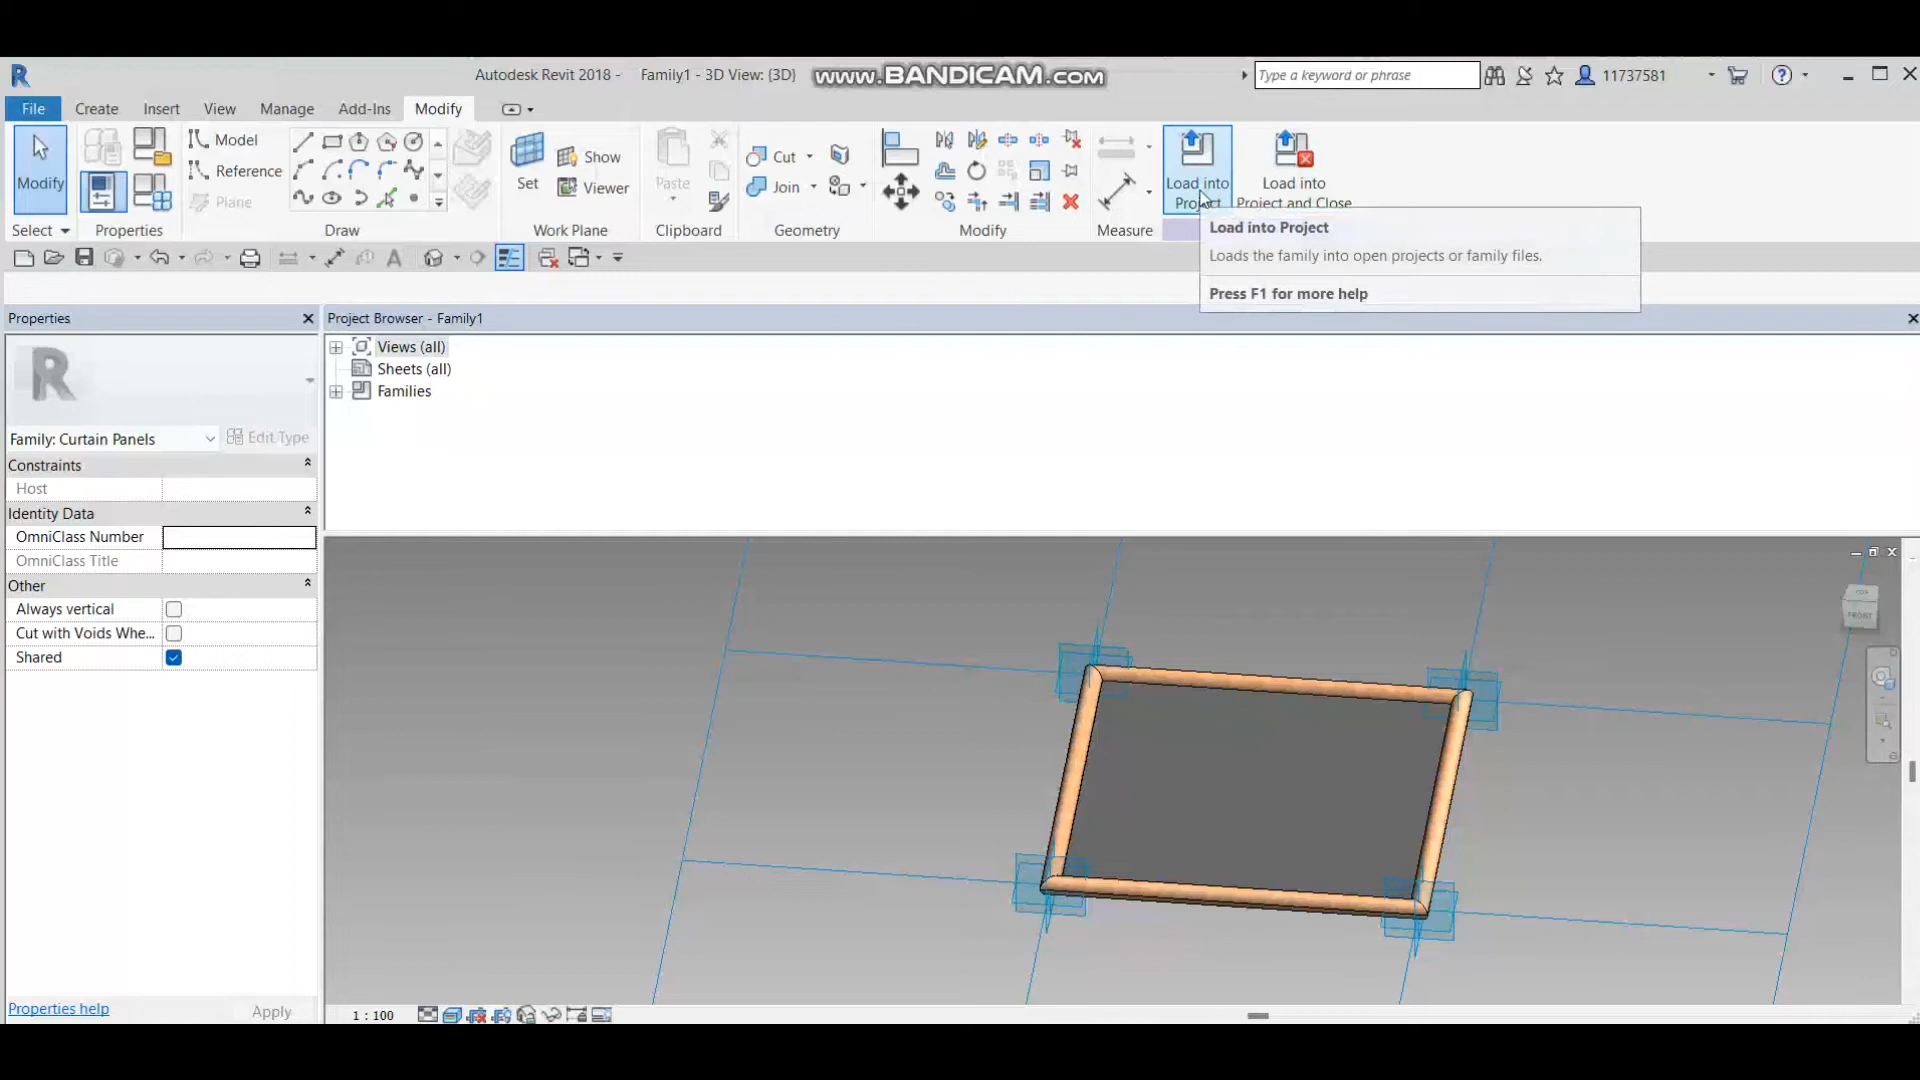 Autodesk Revit 2018 - Family1 - 3D View: {3D}
www.BANDICAM.com
Type a keyword or phrase
11737581
File Create Insert View Manage Add-Ins Modify
Modify
Model
Reference
Plane
Set
Show
Viewer
Paste
Cut
Join
Load into Project
Load into Project and Close
Select Properties Draw Work Plane Clipboard Geometry Modify Measure
Load into Project
Loads the family into open projects or family files.
Press F1 for more help
Properties
Project Browser - Family1
Views (all)
Sheets (all)
Families
Family: Curtain Panels
Edit Type
Constraints
Host
Identity Data
OmniClass Number
OmniClass Title
Other
Always vertical
Cut with Voids Whe...
Shared
TOP
FRONT
Properties help
Apply
1 : 100